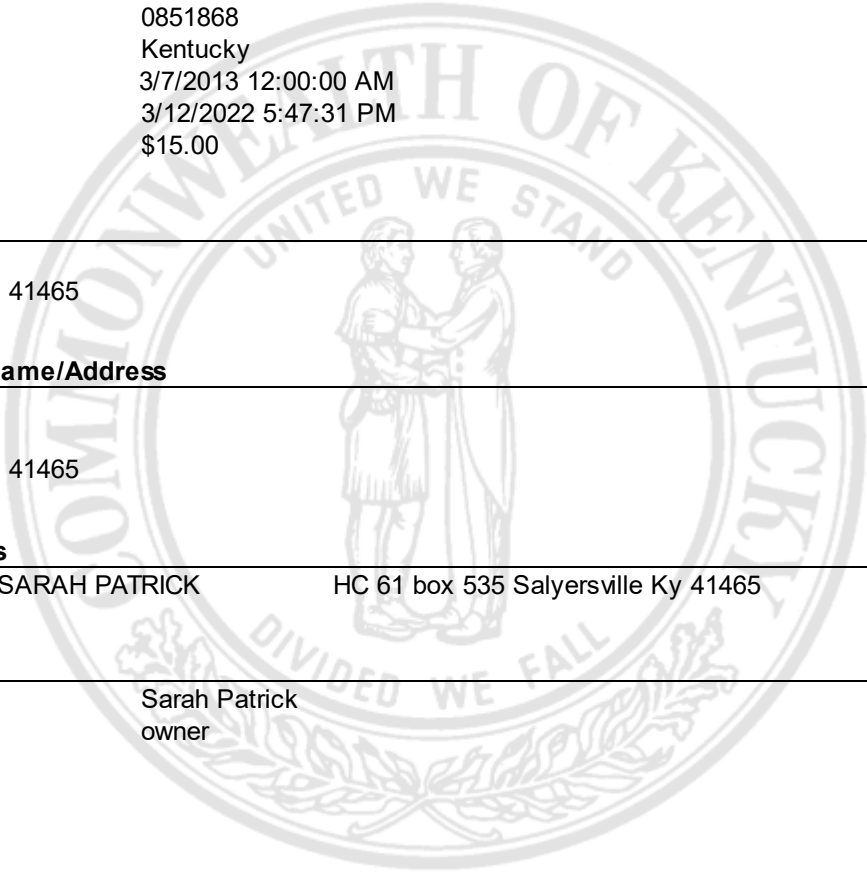 0851868
Kentucky
3/7/2013 12:00:00 AM
3/12/2022 5:47:31 PM
$15.00
41465
ame/Address
41465
s
SARAH PATRICK HC 61 box 535 Salyersville Ky 41465
Sarah Patrick
owner
COMMONWEALTH OF KENTUCKY
UNITED WE STAND
DIVIDED WE FALL